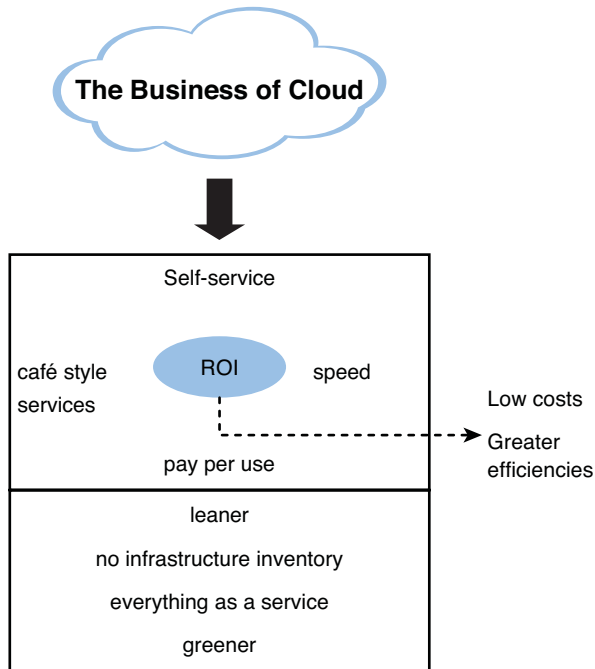 The Business of Cloud
Self-service
café style
services
ROI
speed
Low costs
Greater
efficiencies
pay per use
leaner
no infrastructure inventory
everything as a service
greener